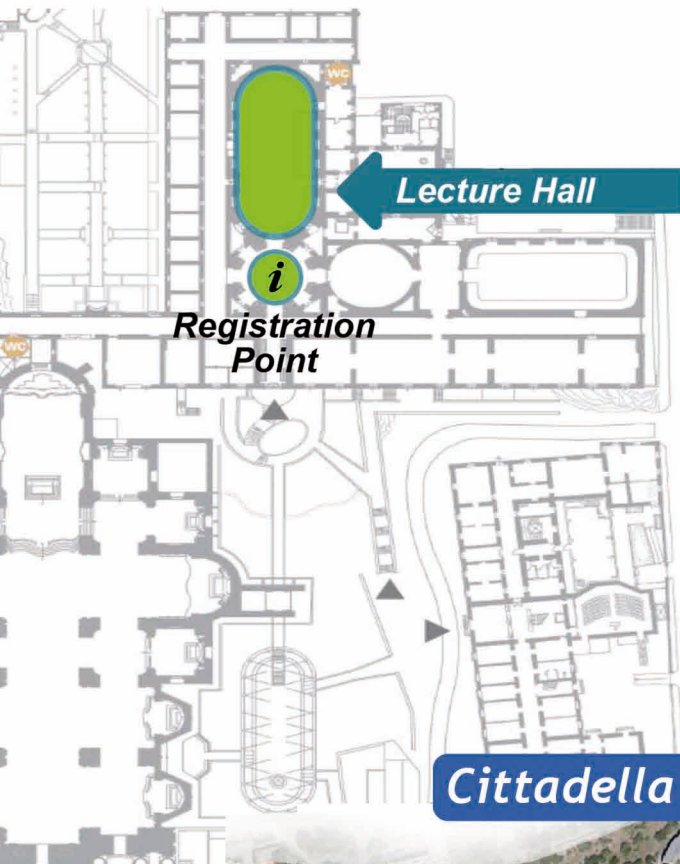 WC
Lecture Hall
i
Registration
Point
WC
Cittadella